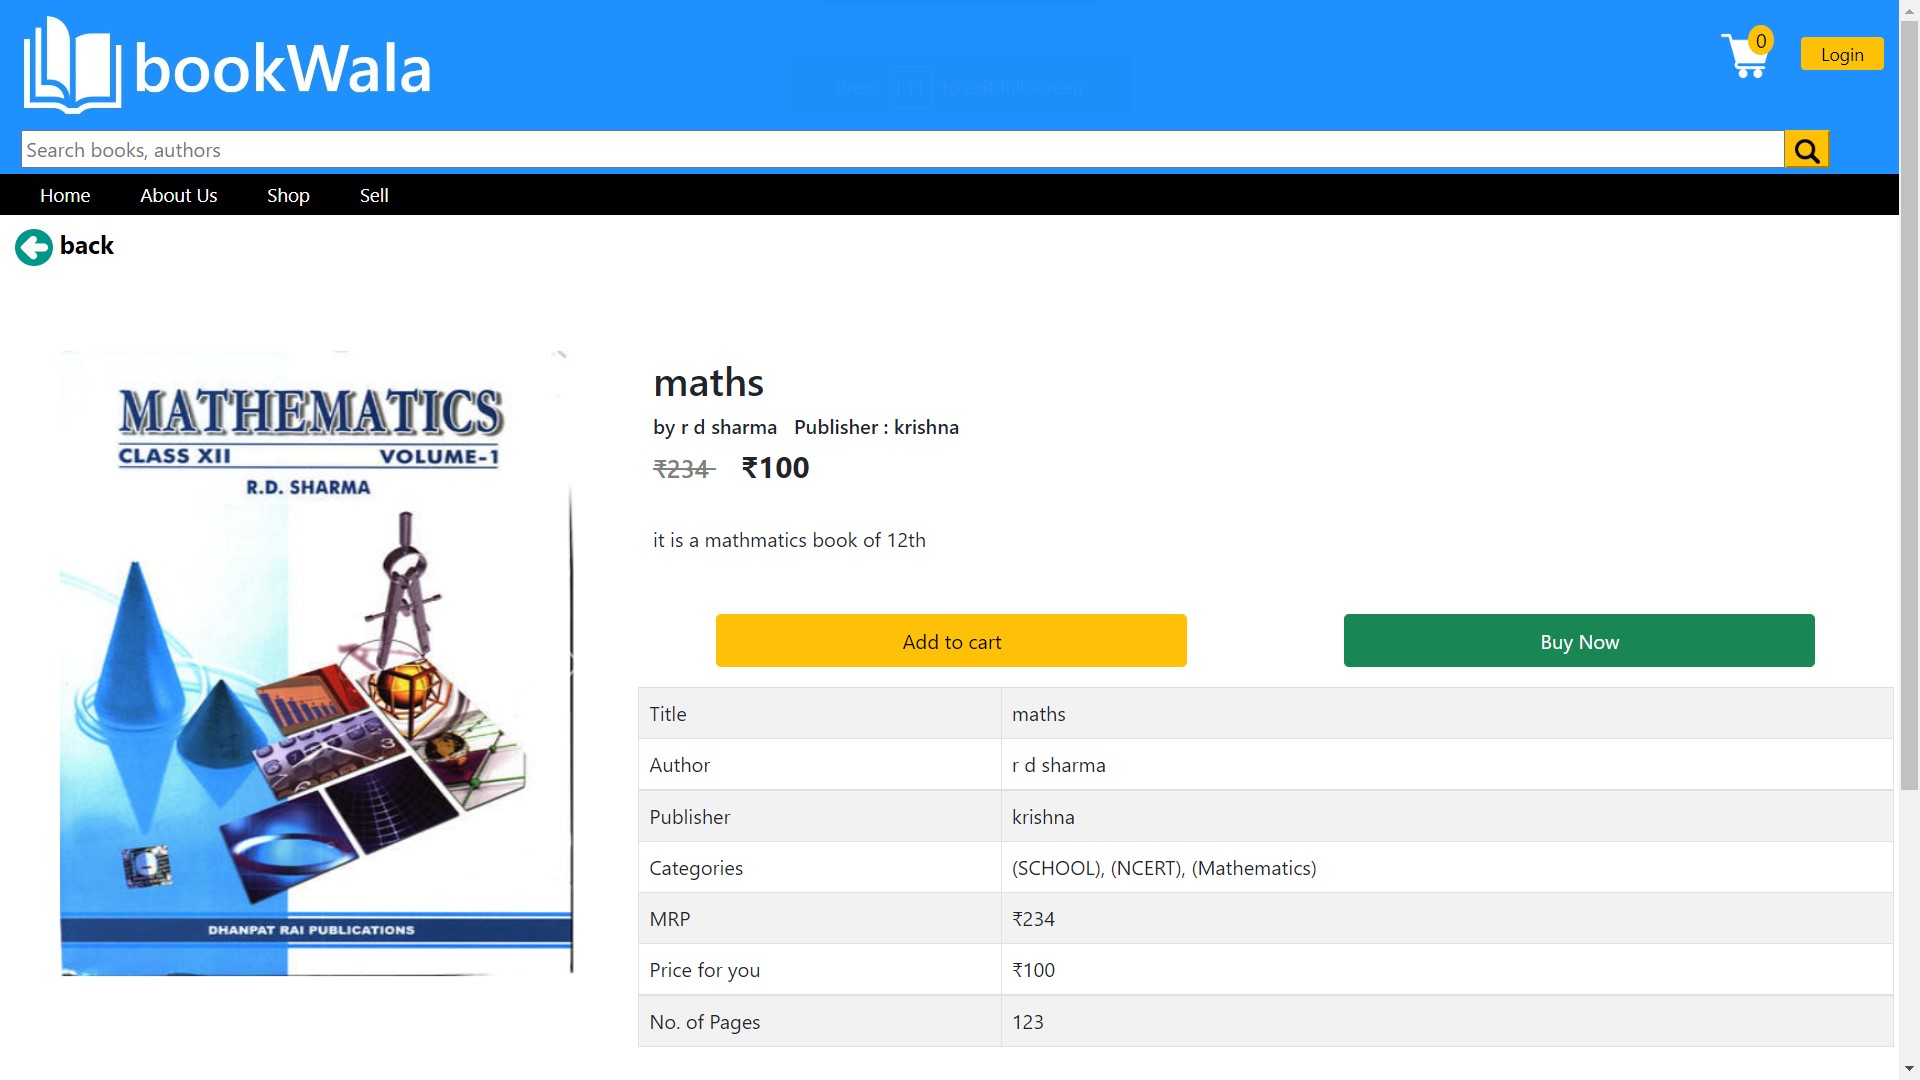 bookWala
0
Login
Press F11 to exit full screen
Search books, authors
Home About Us Shop Sell
back
MATHEMATICS
CLASS XII VOLUME-1
R.D. SHARMA
DHANPAT RAI PUBLICATIONS
maths
by r d sharma Publisher : krishna
₹234 ₹100
it is a mathmatics book of 12th
Add to cart Buy Now
Title maths
Author r d sharma
Publisher krishna
Categories (SCHOOL), (NCERT), (Mathematics)
MRP ₹234
Price for you ₹100
No. of Pages 123